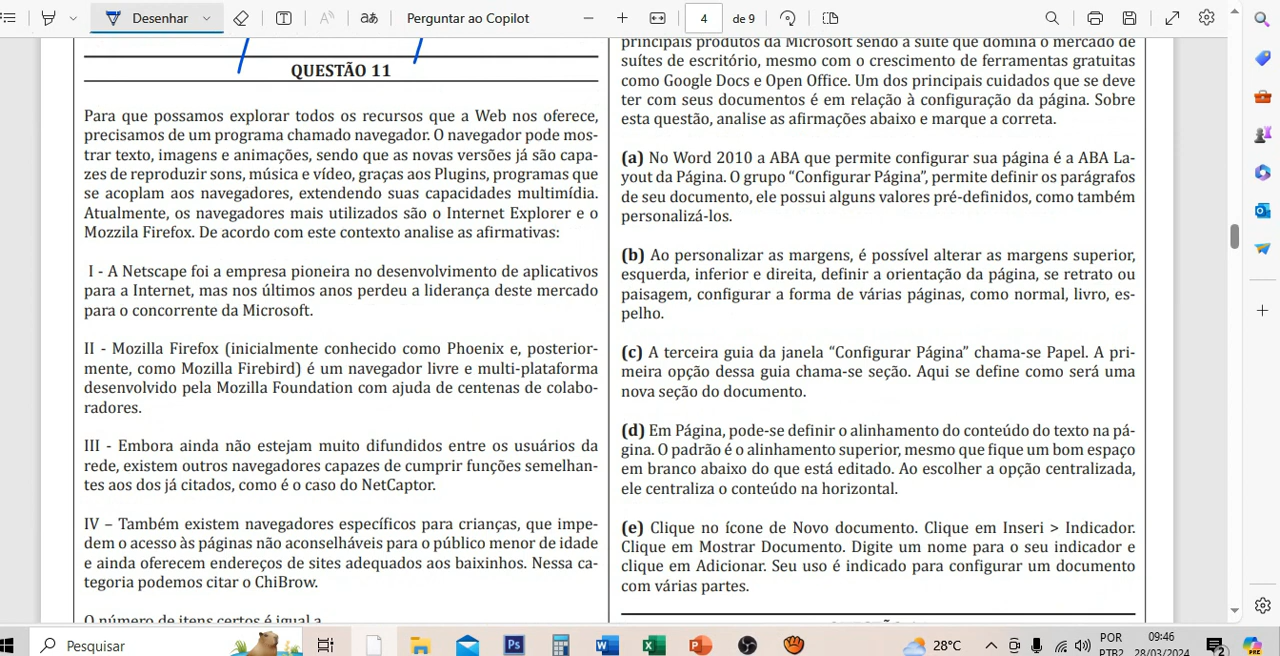 Desenhar
Perguntar ao Copilot
4
de 9
QUESTÃO 11
Para que possamos explorar todos os recursos que a Web nos oferece,
precisamos de um programa chamado navegador. O navegador pode mos-
trar texto, imagens e animações, sendo que as novas versões já são capa-
zes de reproduzir sons, música e vídeo, graças aos Plugins, programas que
se acoplam aos navegadores, extendendo suas capacidades multimídia.
Atualmente, os navegadores mais utilizados são o Internet Explorer e o
Mozzila Firefox. De acordo com este contexto analise as afirmativas:
I - A Netscape foi a empresa pioneira no desenvolvimento de aplicativos
para a Internet, mas nos últimos anos perdeu a liderança deste mercado
para o concorrente da Microsoft.
II - Mozilla Firefox (inicialmente conhecido como Phoenix e, posterior-
mente, como Mozilla Firebird) é um navegador livre e multi-plataforma
desenvolvido pela Mozilla Foundation com ajuda de centenas de colabo-
radores.
III - Embora ainda não estejam muito difundidos entre os usuários da
rede, existem outros navegadores capazes de cumprir funções semelhan-
tes aos dos já citados, como é o caso do NetCaptor.
IV – Também existem navegadores específicos para crianças, que impe-
dem o acesso às páginas não aconselháveis para o público menor de idade
e ainda oferecem endereços de sites adequados aos baixinhos. Nessa ca-
tegoria podemos citar o ChiBrow.
O número de itens certos é igual a
principais produtos da Microsoft sendo a suíte que domina o mercado de
suítes de escritório, mesmo com o crescimento de ferramentas gratuitas
como Google Docs e Open Office. Um dos principais cuidados que se deve
ter com seus documentos é em relação à configuração da página. Sobre
esta questão, analise as afirmações abaixo e marque a correta.
(a) No Word 2010 a ABA que permite configurar sua página é a ABA La-
yout da Página. O grupo “Configurar Página”, permite definir os parágrafos
de seu documento, ele possui alguns valores pré-definidos, como também
personalizá-los.
(b) Ao personalizar as margens, é possível alterar as margens superior,
esquerda, inferior e direita, definir a orientação da página, se retrato ou
paisagem, configurar a forma de várias páginas, como normal, livro, es-
pelho.
(c) A terceira guia da janela “Configurar Página” chama-se Papel. A pri-
meira opção dessa guia chama-se seção. Aqui se define como será uma
nova seção do documento.
(d) Em Página, pode-se definir o alinhamento do conteúdo do texto na pá-
gina. O padrão é o alinhamento superior, mesmo que fique um bom espaço
em branco abaixo do que está editado. Ao escolher a opção centralizada,
ele centraliza o conteúdo na horizontal.
(e) Clique no ícone de Novo documento. Clique em Inseri > Indicador.
Clique em Mostrar Documento. Digite um nome para o seu indicador e
clique em Adicionar. Seu uso é indicado para configurar um documento
com várias partes.
Pesquisar
28°C
POR
PTB2
09:46
28/03/2024